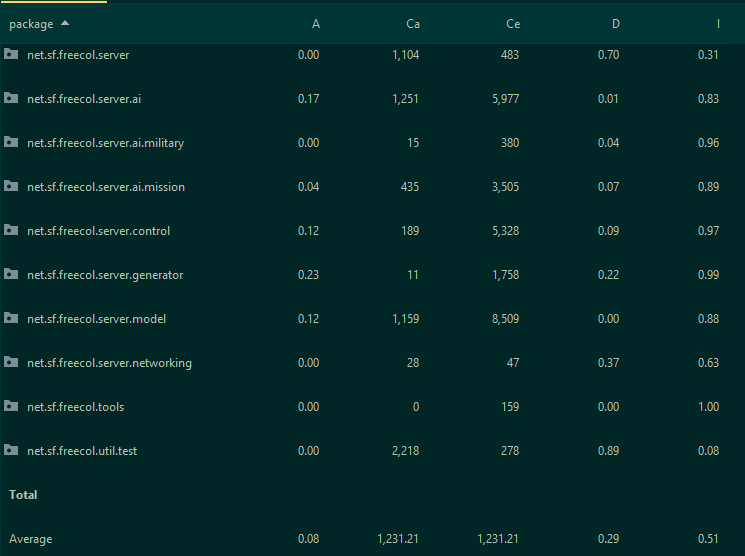 package A Ca Ce D I
net.sf.freecol.server 0.00 1,104 483 0.70 0.31
net.sf.freecol.server.ai 0.17 1,251 5,977 0.01 0.83
net.sf.freecol.server.ai.military 0.00 15 380 0.04 0.96
net.sf.freecol.server.ai.mission 0.04 435 3,505 0.07 0.89
net.sf.freecol.server.control 0.12 189 5,328 0.09 0.97
net.sf.freecol.server.generator 0.23 11 1,758 0.22 0.99
net.sf.freecol.server.model 0.12 1,159 8,509 0.00 0.88
net.sf.freecol.server.networking 0.00 28 47 0.37 0.63
net.sf.freecol.tools 0.00 0 159 0.00 1.00
net.sf.freecol.util.test 0.00 2,218 278 0.89 0.08
Total
Average 0.08 1,231.21 1,231.21 0.29 0.51